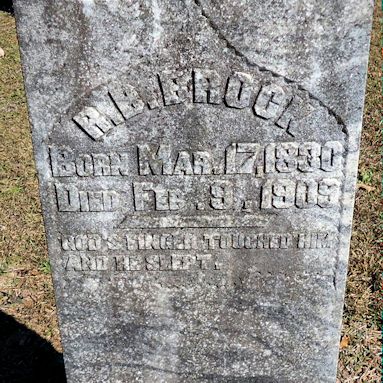 R.B. BROCK
BORN MAR. 17, 1830
DIED FEB. 9, 1909
GOD'S FINGER TOUCHED HIM
AND HE SLEPT.